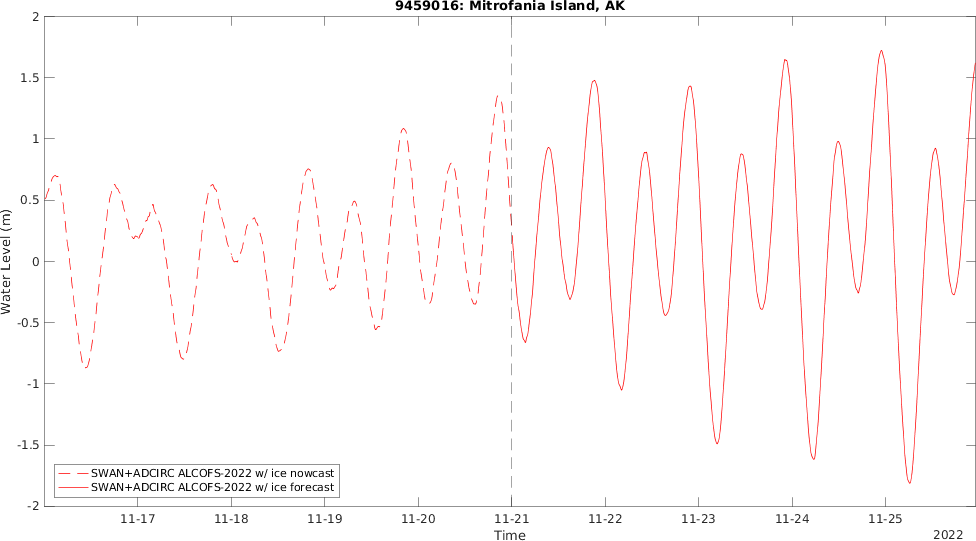 9459016: Mitrofania Island, AK
2
1.5
1
0.5
0
-0.5
-1
-1.5
-2
Water Level (m)
SWAN+ADCIRC ALCOFS-2022 w/ ice nowcast
SWAN+ADCIRC ALCOFS-2022 w/ ice forecast
11-17 11-18 11-19 11-20 11-21 11-22 11-23 11-24 11-25
Time
2022